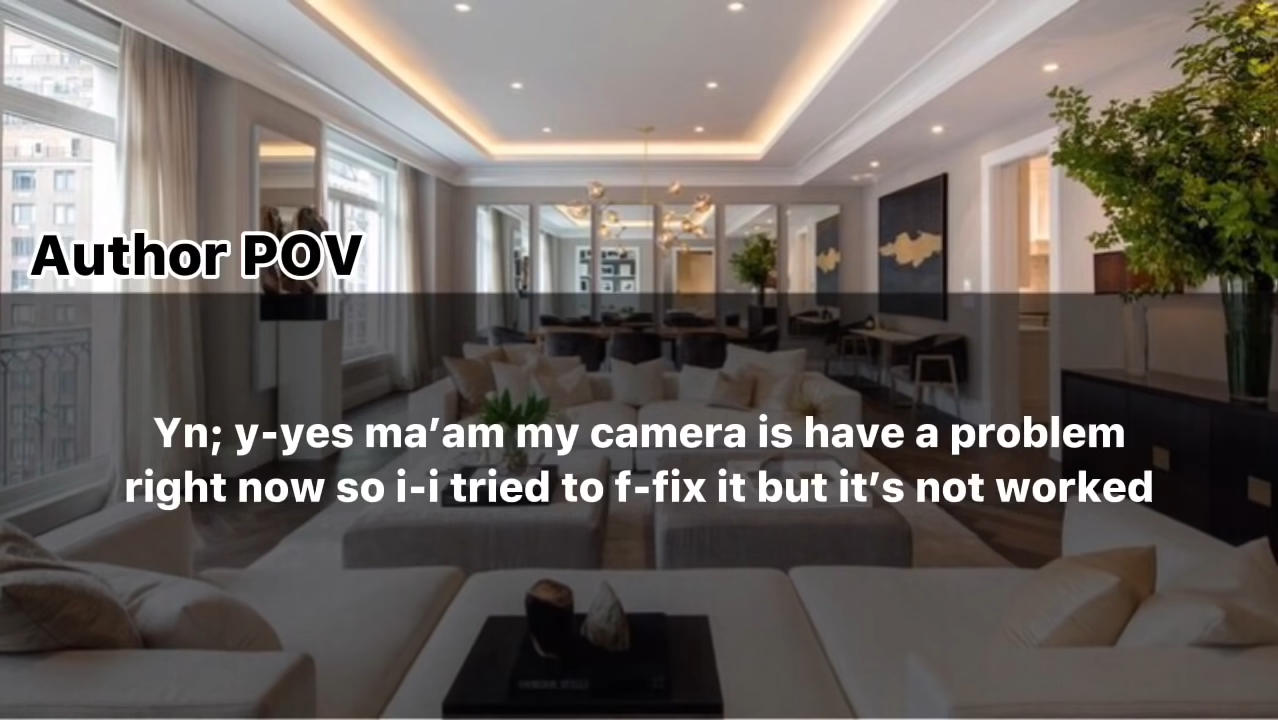 Author POV
Yn; y-yes ma’am my camera is have a problem
right now so i-i tried to f-fix it but it’s not worked